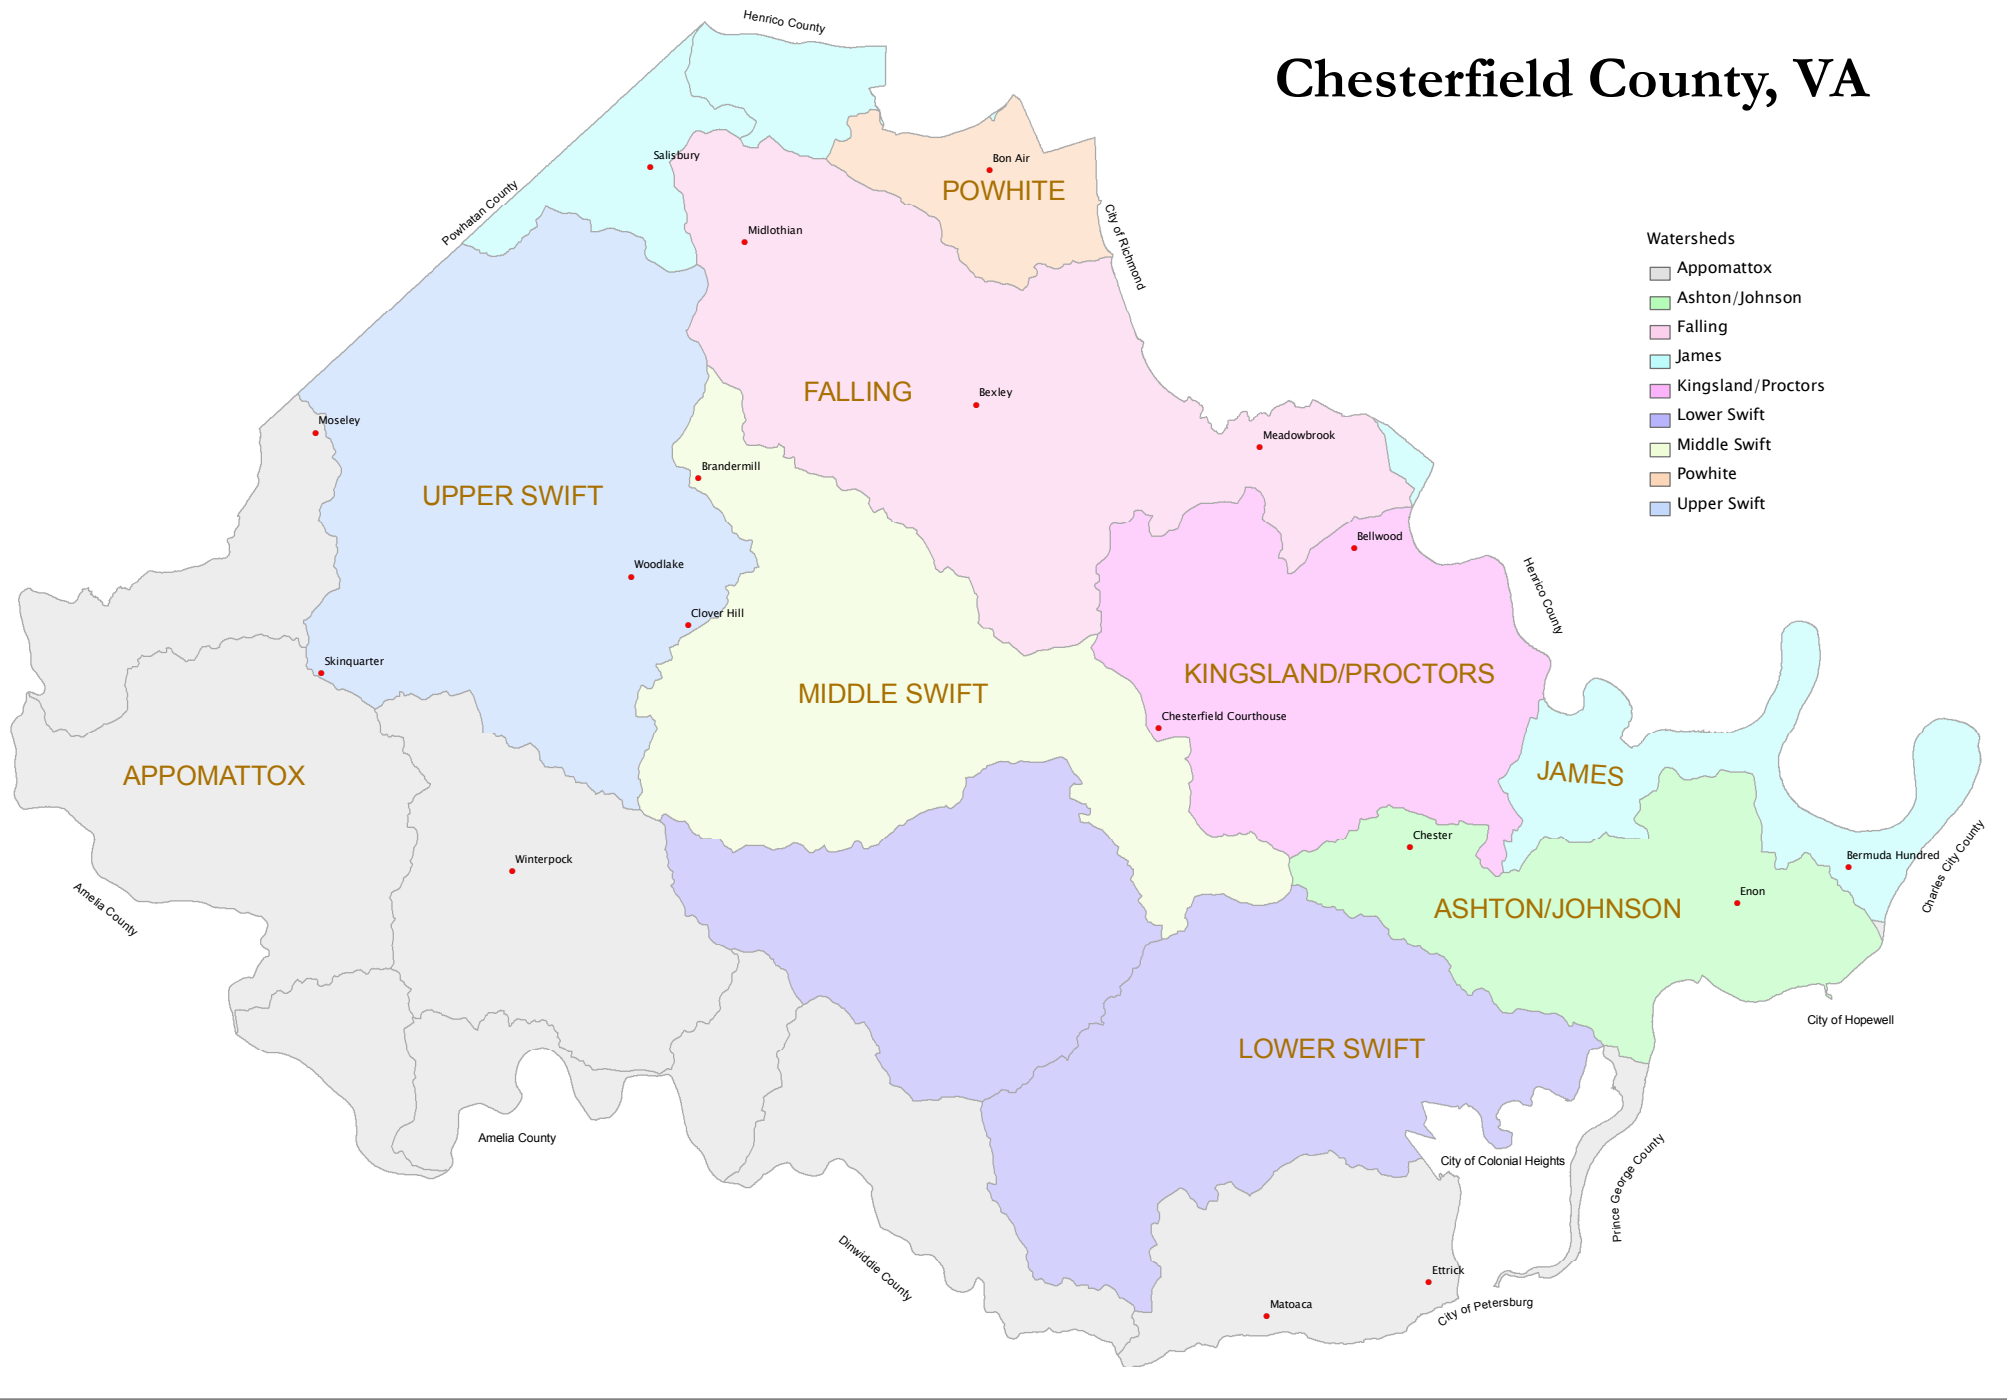 Henrico County
Chesterfield County, VA
Salisbury
Bon Air
POWHITE
Powhatan County
City of Richmond
Midlothian
Watersheds
Appomattox
Ashton/Johnson
Falling
James
Kingsland/Proctors
Lower Swift
Middle Swift
Powhite
Upper Swift
FALLING
Bexley
Moseley
Meadowbrook
Brandermill
UPPER SWIFT
Bellwood
Woodlake
Henrico County
Clover Hill
Skinquarter
KINGSLAND/PROCTORS
MIDDLE SWIFT
Chesterfield Courthouse
APPOMATTOX
JAMES
Chester
Winterpock
Bermuda Hundred
Charles City County
Enon
Amelia County
ASHTON/JOHNSON
City of Hopewell
LOWER SWIFT
Amelia County
City of Colonial Heights
Prince George County
Dinwiddie County
Ettrick
Matoaca
City of Petersburg